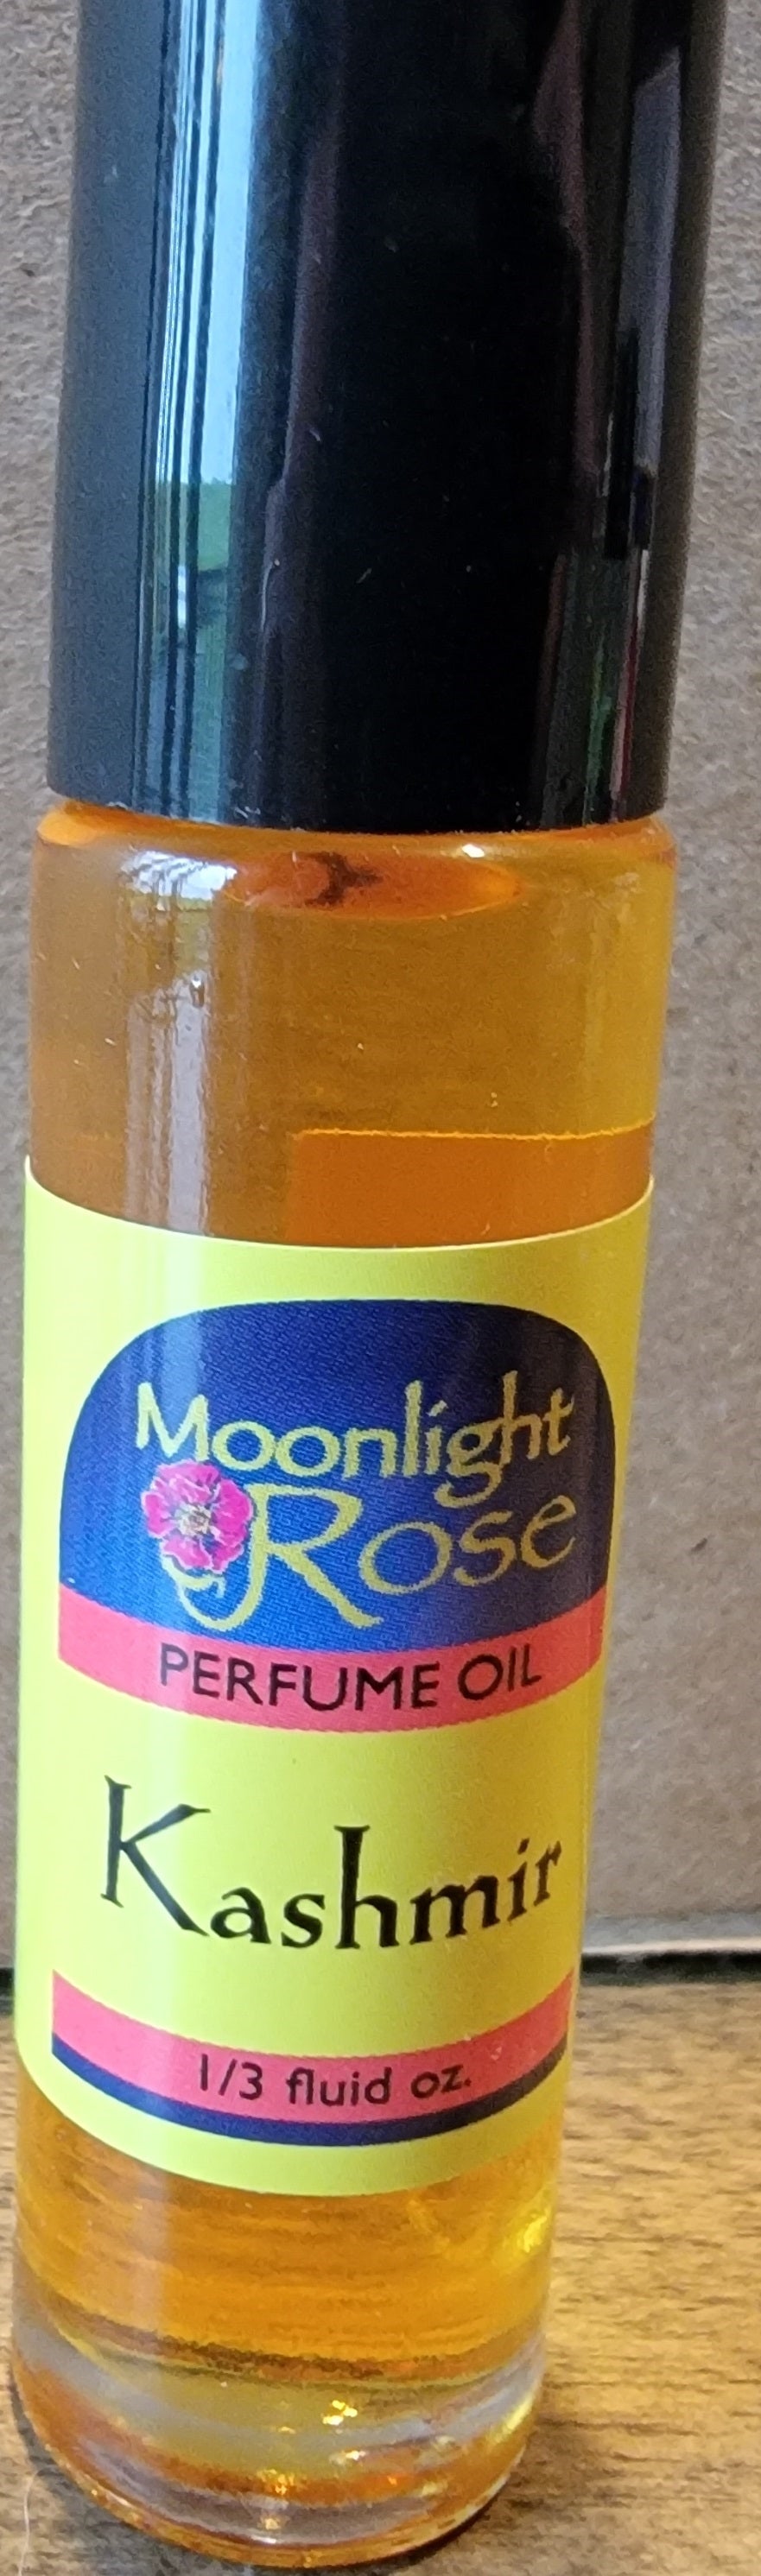 Moonlight
Rose
PERFUME OIL
Kashmir
1/3 fluid oz.